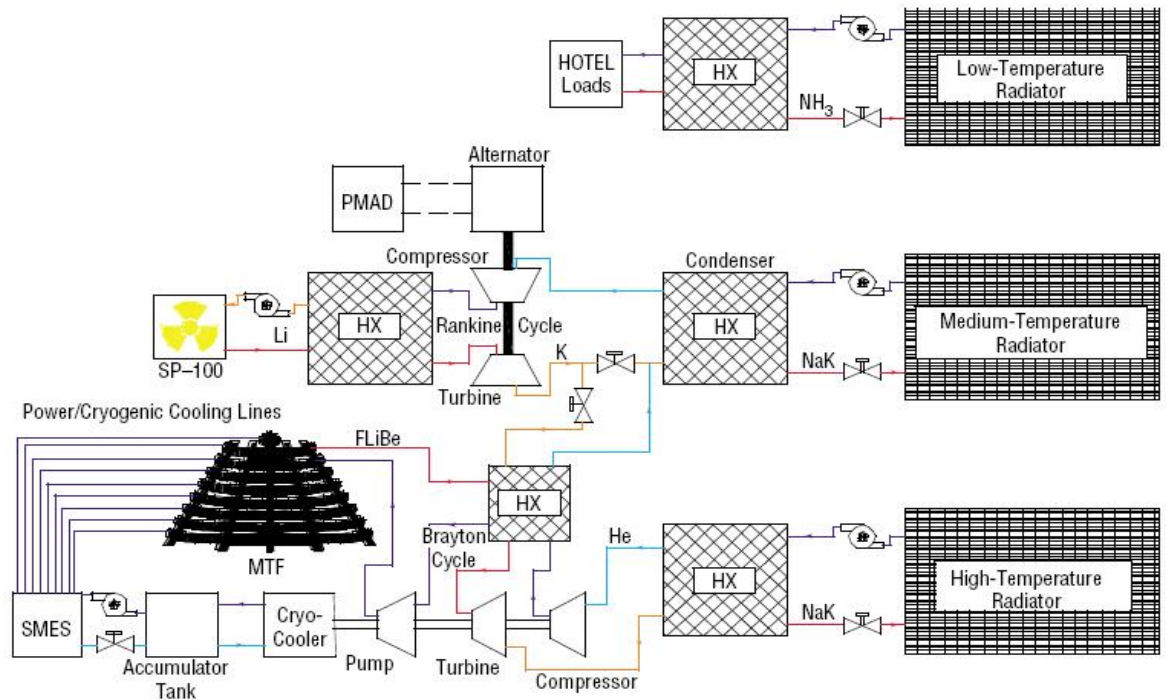 HOTEL
Loads
HX
NH3
Low-Temperature
Radiator
Alternator
PMAD
Compressor
Condenser
HX
Li
SP–100
Rankine
Cycle
Turbine
K
HX
NaK
Medium-Temperature
Radiator
Power/Cryogenic Cooling Lines
FLiBe
HX
MTF
Brayton
Cycle
He
HX
NaK
High-Temperature
Radiator
SMES
Accumulator
Tank
Cryo-
Cooler
Pump
Turbine
Compressor